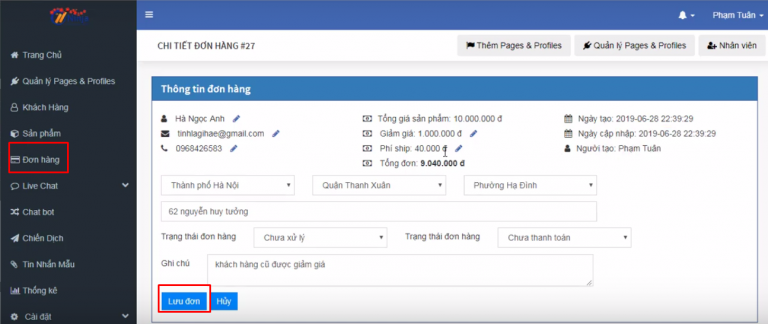 Phạm Tuân
CHI TIẾT ĐƠN HÀNG #27
Thêm Pages & Profiles
Quản lý Pages & Profiles
Nhân viên
Trang Chủ
Quản lý Pages & Profiles
Khách Hàng
Sản phẩm
Đơn hàng
Live Chat
Chat bot
Chiến Dịch
Tin Nhắn Mẫu
Thống kê
Cài đặt
Thông tin đơn hàng
Hà Ngọc Anh
tinhlagihae@gmail.com
0968426583
Tổng giá sản phẩm: 10.000.000 đ
Giảm giá: 1.000.000 đ
Phí ship: 40.000 đ
Tổng đơn: 9.040.000 đ
Ngày tạo: 2019-06-28 22:39:29
Ngày cập nhập: 2019-06-28 22:39:29
Người tạo: Phạm Tuân
Thành phố Hà Nội
Quận Thanh Xuân
Phường Hạ Đình
62 nguyễn huy tưởng
Trạng thái đơn hàng
Chưa xử lý
Trạng thái đơn hàng
Chưa thanh toán
Ghi chú
khách hàng cũ được giảm giá
Lưu đơn
Hủy